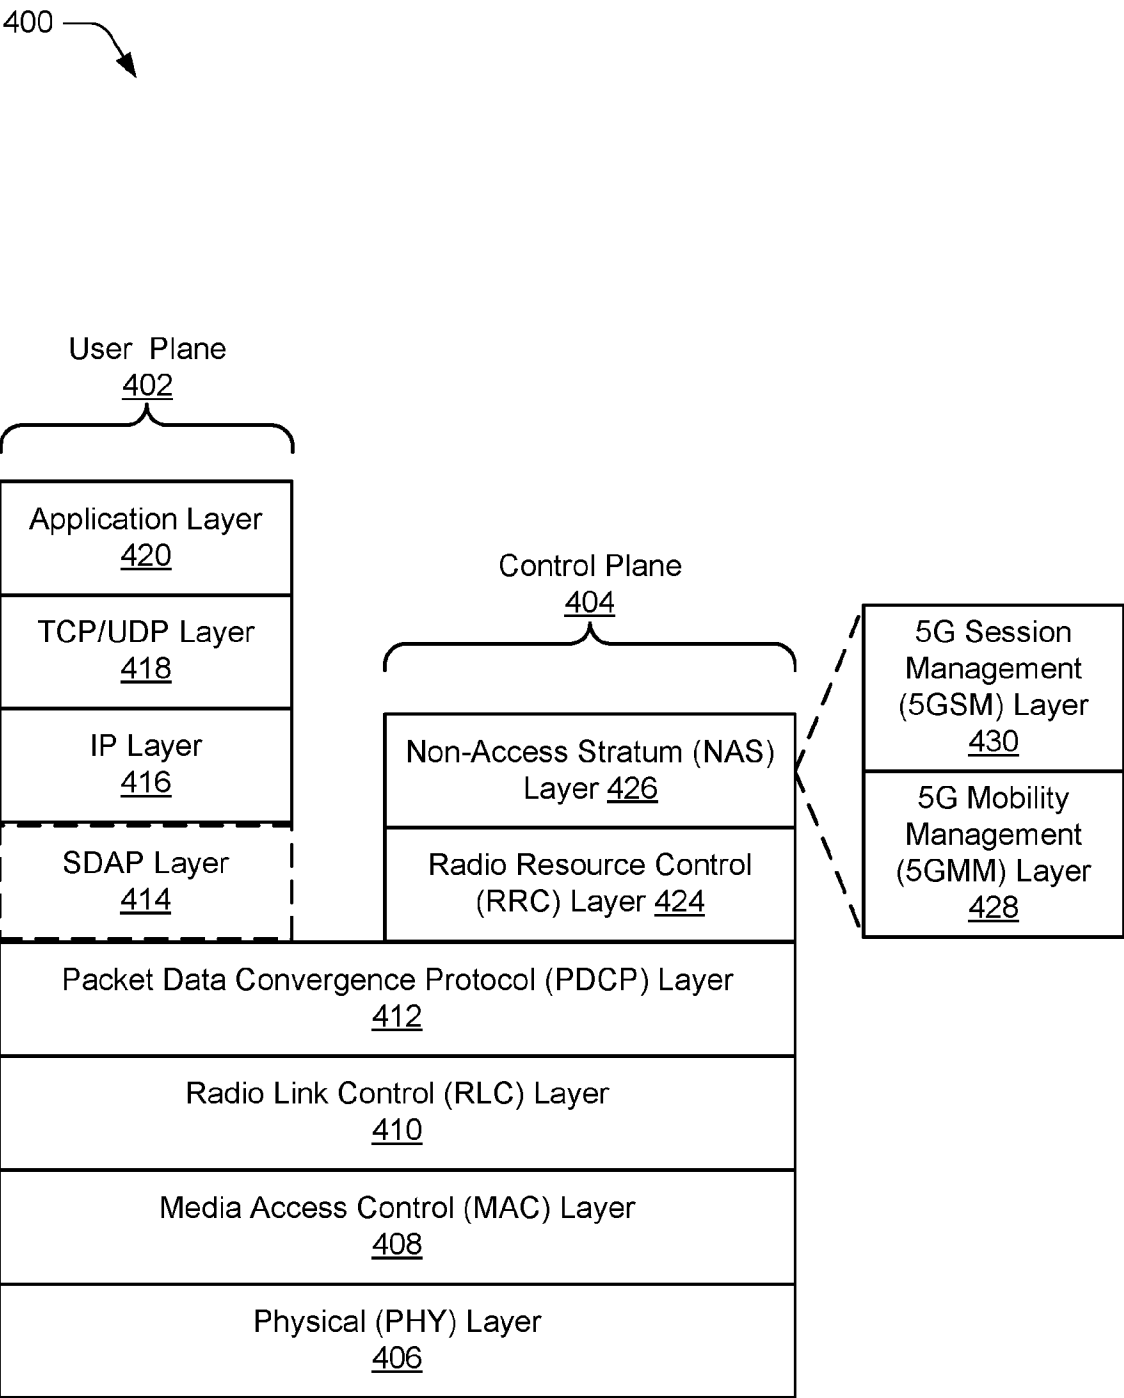 400
User Plane
402
Application Layer
420
TCP/UDP Layer
418
IP Layer
416
SDAP Layer
414
Control Plane
404
Non-Access Stratum (NAS)
Layer 426
Radio Resource Control
(RRC) Layer 424
5G Session
Management
(5GSM) Layer
430
5G Mobility
Management
(5GMM) Layer
428
Packet Data Convergence Protocol (PDCP) Layer
412
Radio Link Control (RLC) Layer
410
Media Access Control (MAC) Layer
408
Physical (PHY) Layer
406